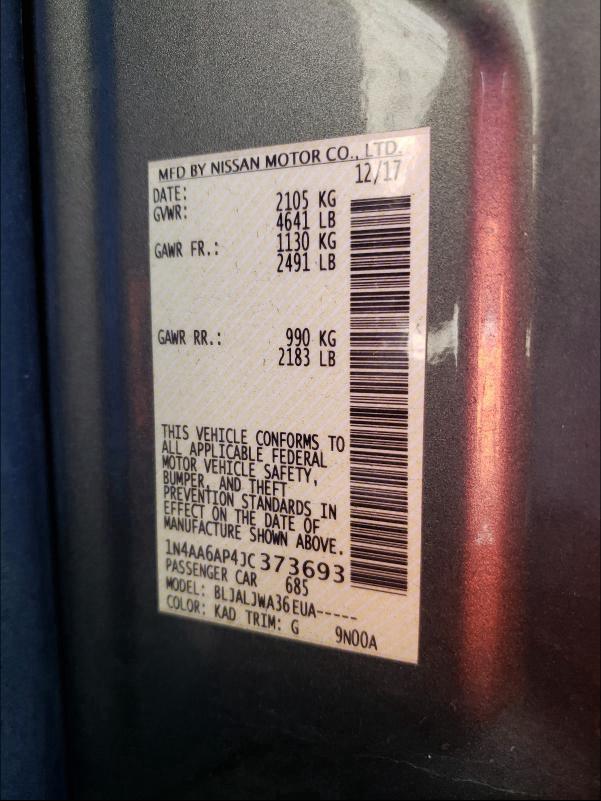 MFD BY NISSAN MOTOR CO., LTD.
DATE: 12/17
GVWR: 2105 KG
4641 LB
GAWR FR.: 1130 KG
2491 LB
GAWR RR.: 990 KG
2183 LB
THIS VEHICLE CONFORMS TO
ALL APPLICABLE FEDERAL
MOTOR VEHICLE SAFETY,
BUMPER, AND THEFT
PREVENTION STANDARDS IN
EFFECT ON THE DATE OF
MANUFACTURE SHOWN ABOVE.
1N4AA6AP4JC373693
PASSENGER CAR 685
MODEL: BLJALJWA36EUA-----
COLOR: KAD TRIM: G 9N00A